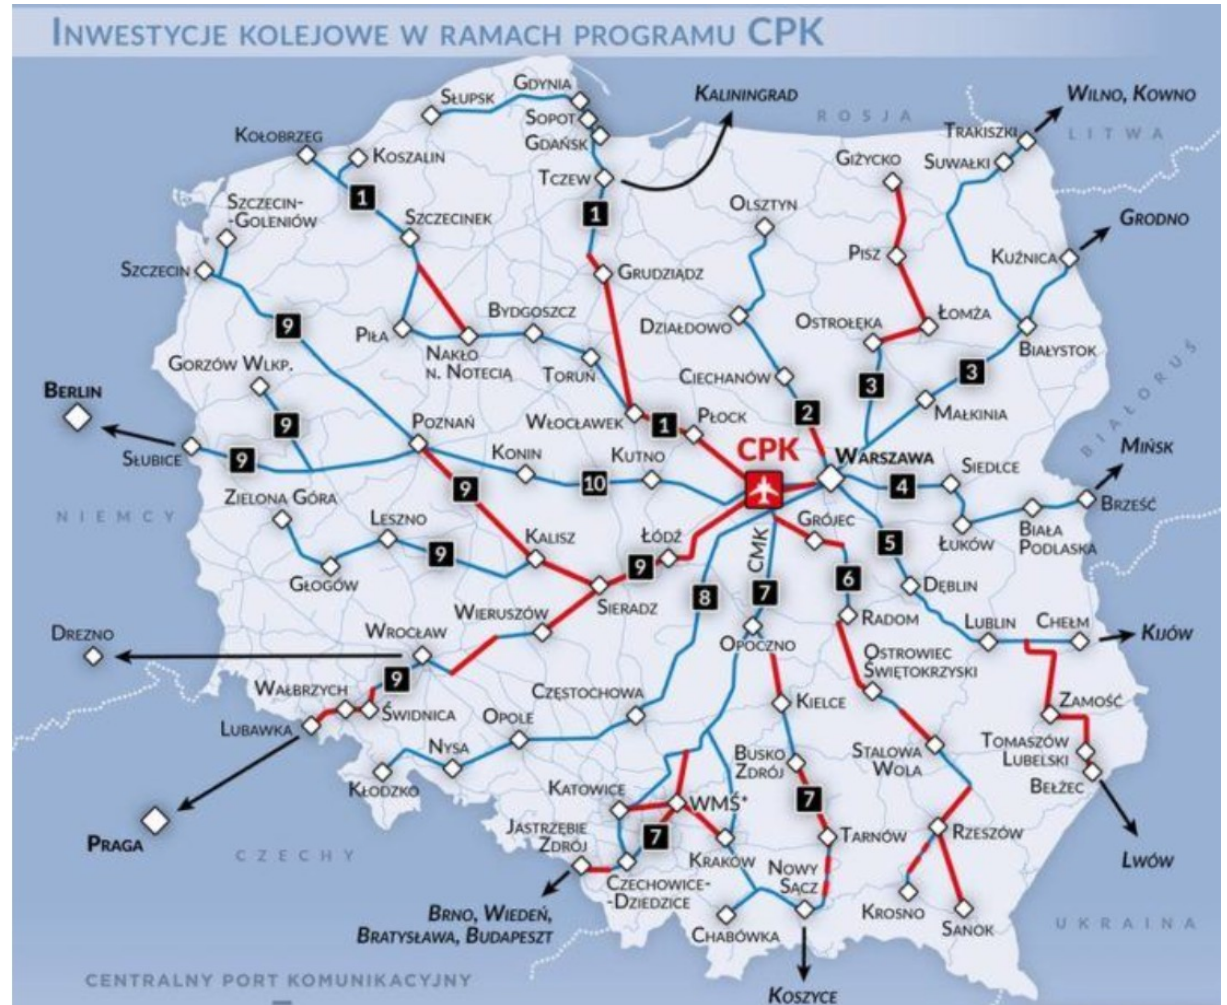 INWESTYCJE KOLEJOWE W RAMACH PROGRAMU CPK
GDYNIA
SŁUPSK
SOPOT
GDAŃSK
KALININGRAD
ROSJA
WILNO, KOWNO
LITWA
TRAKISZKI
SUWAŁKI
KOŁOBRZEG
KOSZALIN
TCZEW
GIŻYCKO
1
1
SZCZECIN-
-GOLENIÓW
SZCZECINEK
OLSZTYN
GRODNO
SZCZECIN
GRUDZIĄDZ
PISZ
KUŹNICA
9
BYDGOSZCZ
PIŁA
NAKŁO
N. NOTECIĄ
TORUŃ
DZIAŁDOWO
OSTROŁĘKA
ŁOMŻA
BIAŁYSTOK
BIAŁORUŚ
GORZÓW WLKP.
CIECHANÓW
3
3
BERLIN
9
POZNAŃ
WŁOCŁAWEK
1
PŁOCK
2
MAŁKINIA
SŁUBICE
9
KONIN
KUTNO
CPK
WARSZAWA
SIEDLCE
MIŃSK
10
4
BRZEŚĆ
ZIELONA GÓRA
9
NIEMCY
LESZNO
GRÓJEC
ŁUKÓW
BIAŁA
PODLASKA
9
KALISZ
ŁÓDŹ
CMK
5
GŁOGÓW
9
6
DĘBLIN
SIERADZ
8
7
WIERUSZÓW
RADOM
LUBLIN
CHEŁM
KIJÓW
DREZNO
WROCŁAW
OPOCZNO
OSTROWIEC
ŚWIĘTOKRZYSKI
9
WAŁBRZYCH
CZĘSTOCHOWA
KIELCE
ZAMOŚĆ
LUBAWKA
ŚWIDNICA
OPOLE
NYSA
STALOWA
WOLA
TOMASZÓW
LUBELSKI
BUSKO
ZDRÓJ
BEŁŻEC
KŁODZKO
KATOWICE
WMŚ*
7
PRAGA
JASTRZĘBIE
ZDRÓJ
7
TARNÓW
RZESZÓW
CZECHY
KRAKÓW
LWÓW
NOWY
SĄCZ
CZECHOWICE-
-DZIEDZICE
BRNO, WIEDEŃ,
BRATYSŁAWA, BUDAPESZT
CHABÓWKA
KROSNO
SANOK
UKRAINA
CENTRALNY PORT KOMUNIKACYJNY
KOSZYCE